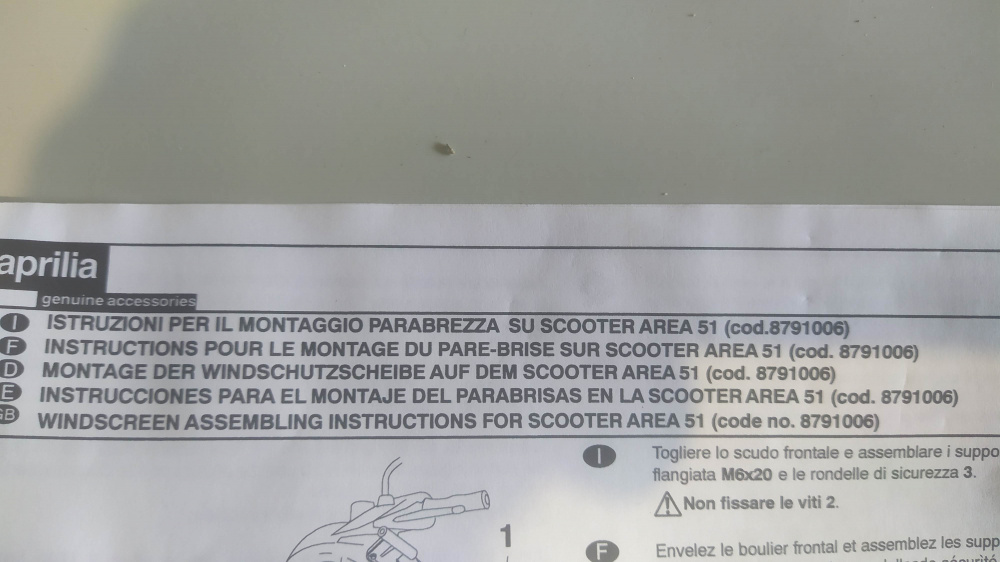 aprilia
genuine accessories
I ISTRUZIONI PER IL MONTAGGIO PARABREZZA SU SCOOTER AREA 51 (cod.8791006)
F INSTRUCTIONS POUR LE MONTAGE DU PARE-BRISE SUR SCOOTER AREA 51 (cod. 8791006)
D MONTAGE DER WINDSCHUTZSCHEIBE AUF DEM SCOOTER AREA 51 (cod. 8791006)
E INSTRUCCIONES PARA EL MONTAJE DEL PARABRISAS EN LA SCOOTER AREA 51 (cod. 8791006)
GB WINDSCREEN ASSEMBLING INSTRUCTIONS FOR SCOOTER AREA 51 (code no. 8791006)
I Togliere lo scudo frontale e assemblare i suppo
flangiata M6x20 e le rondelle di sicurezza 3.
Non fissare le viti 2.
1
F Envelez le boulier frontal et assemblez les supp